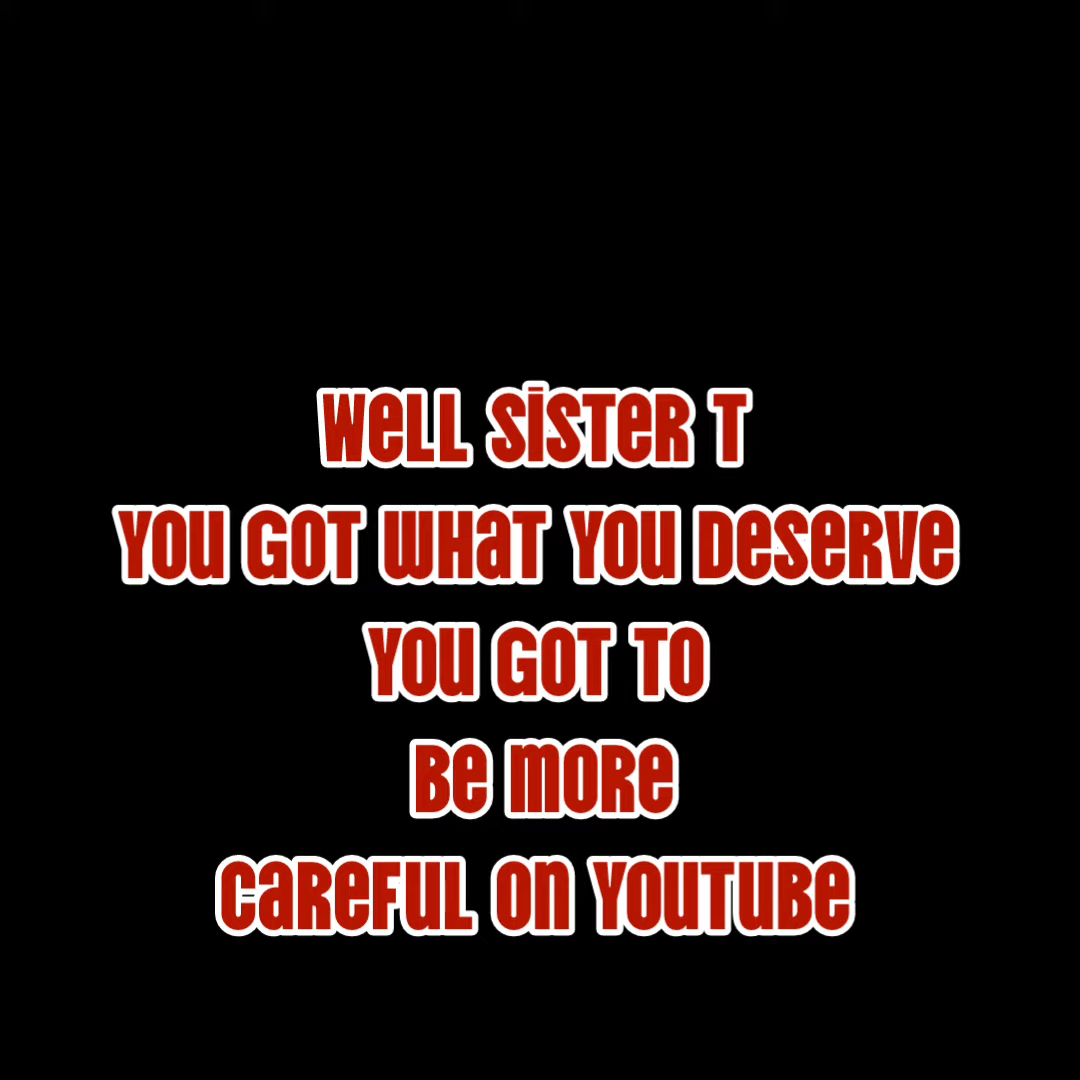 Well Sister T
You got what you deserve
You got to
be more
careful on YouTube